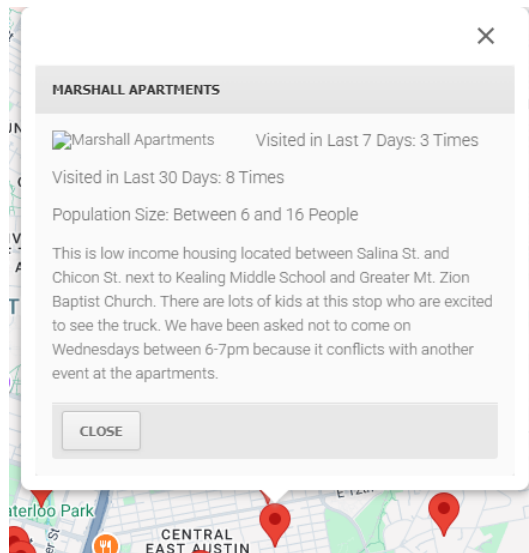 MARSHALL APARTMENTS
Marshall Apartments
Visited in Last 7 Days: 3 Times
Visited in Last 30 Days: 8 Times
Population Size: Between 6 and 16 People
This is low income housing located between Salina St. and
Chicon St. next to Kealing Middle School and Greater Mt. Zion
Baptist Church. There are lots of kids at this stop who are excited
to see the truck. We have been asked not to come on
Wednesdays between 6-7pm because it conflicts with another
event at the apartments.
CLOSE
aterloo Park
CENTRAL
EAST AUSTIN